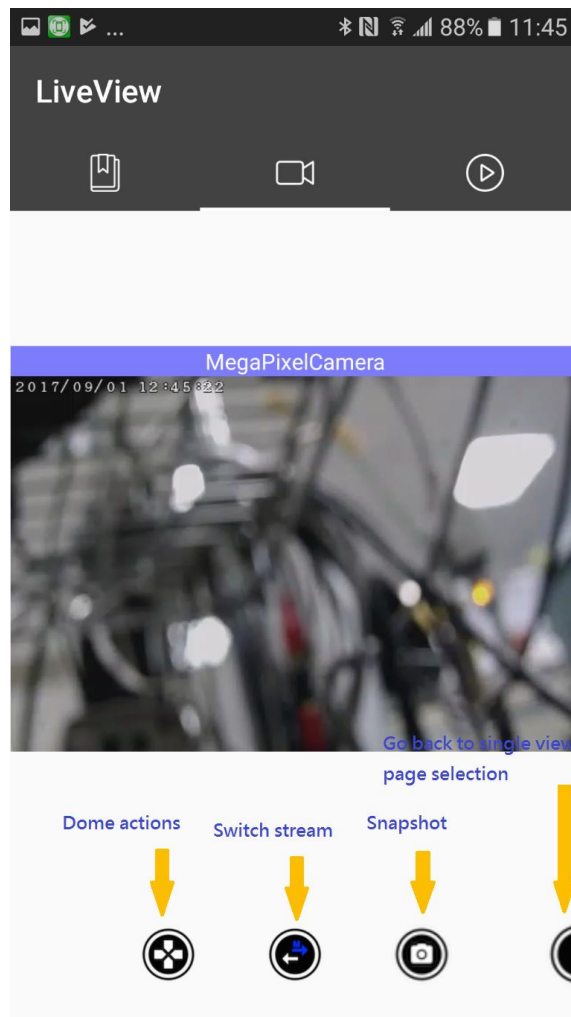 ... 88% 11:45
LiveView
MegaPixelCamera
2017/09/01 12:45:22
Go back to single view
page selection
Dome actions
Switch stream
Snapshot
M